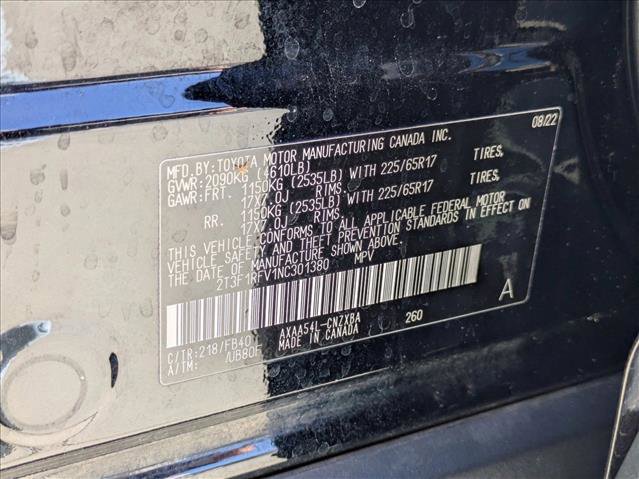 08/22
MFD. BY: TOYOTA MOTOR MANUFACTURING CANADA INC.
GVWR: 2090KG (4610LB)
GAWR: FRT. 1150KG (2535LB) WITH 225/65R17 TIRES,
17X7.0J RIMS.
RR. 1150KG (2535LB) WITH 225/65R17 TIRES,
17X7.0J RIMS.
THIS VEHICLE CONFORMS TO ALL APPLICABLE FEDERAL MOTOR
VEHICLE SAFETY AND THEFT PREVENTION STANDARDS IN EFFECT ON
THE DATE OF MANUFACTURE SHOWN ABOVE.
2T3F1RFV1NC301380 MPV
A
C/TR: 218/FB40 AXAA54L-CNZXBA 260
A/TM: /UB80F MADE IN CANADA